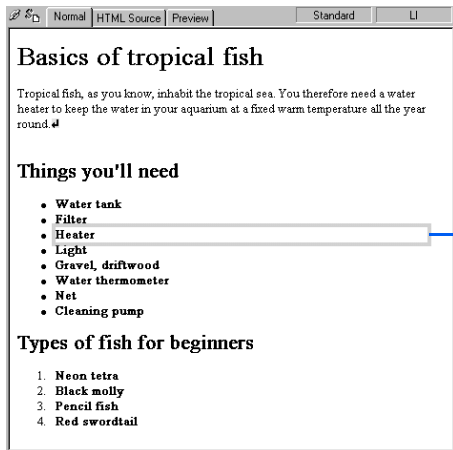 Normal HTML Source Preview Standard LI
Basics of tropical fish
Tropical fish, as you know, inhabit the tropical sea. You therefore need a water
heater to keep the water in your aquarium at a fixed warm temperature all the year
round.
Things you'll need
• Water tank
• Filter
• Heater
• Light
• Gravel, driftwood
• Water thermometer
• Net
• Cleaning pump
Types of fish for beginners
1. Neon tetra
2. Black molly
3. Pencil fish
4. Red swordtail